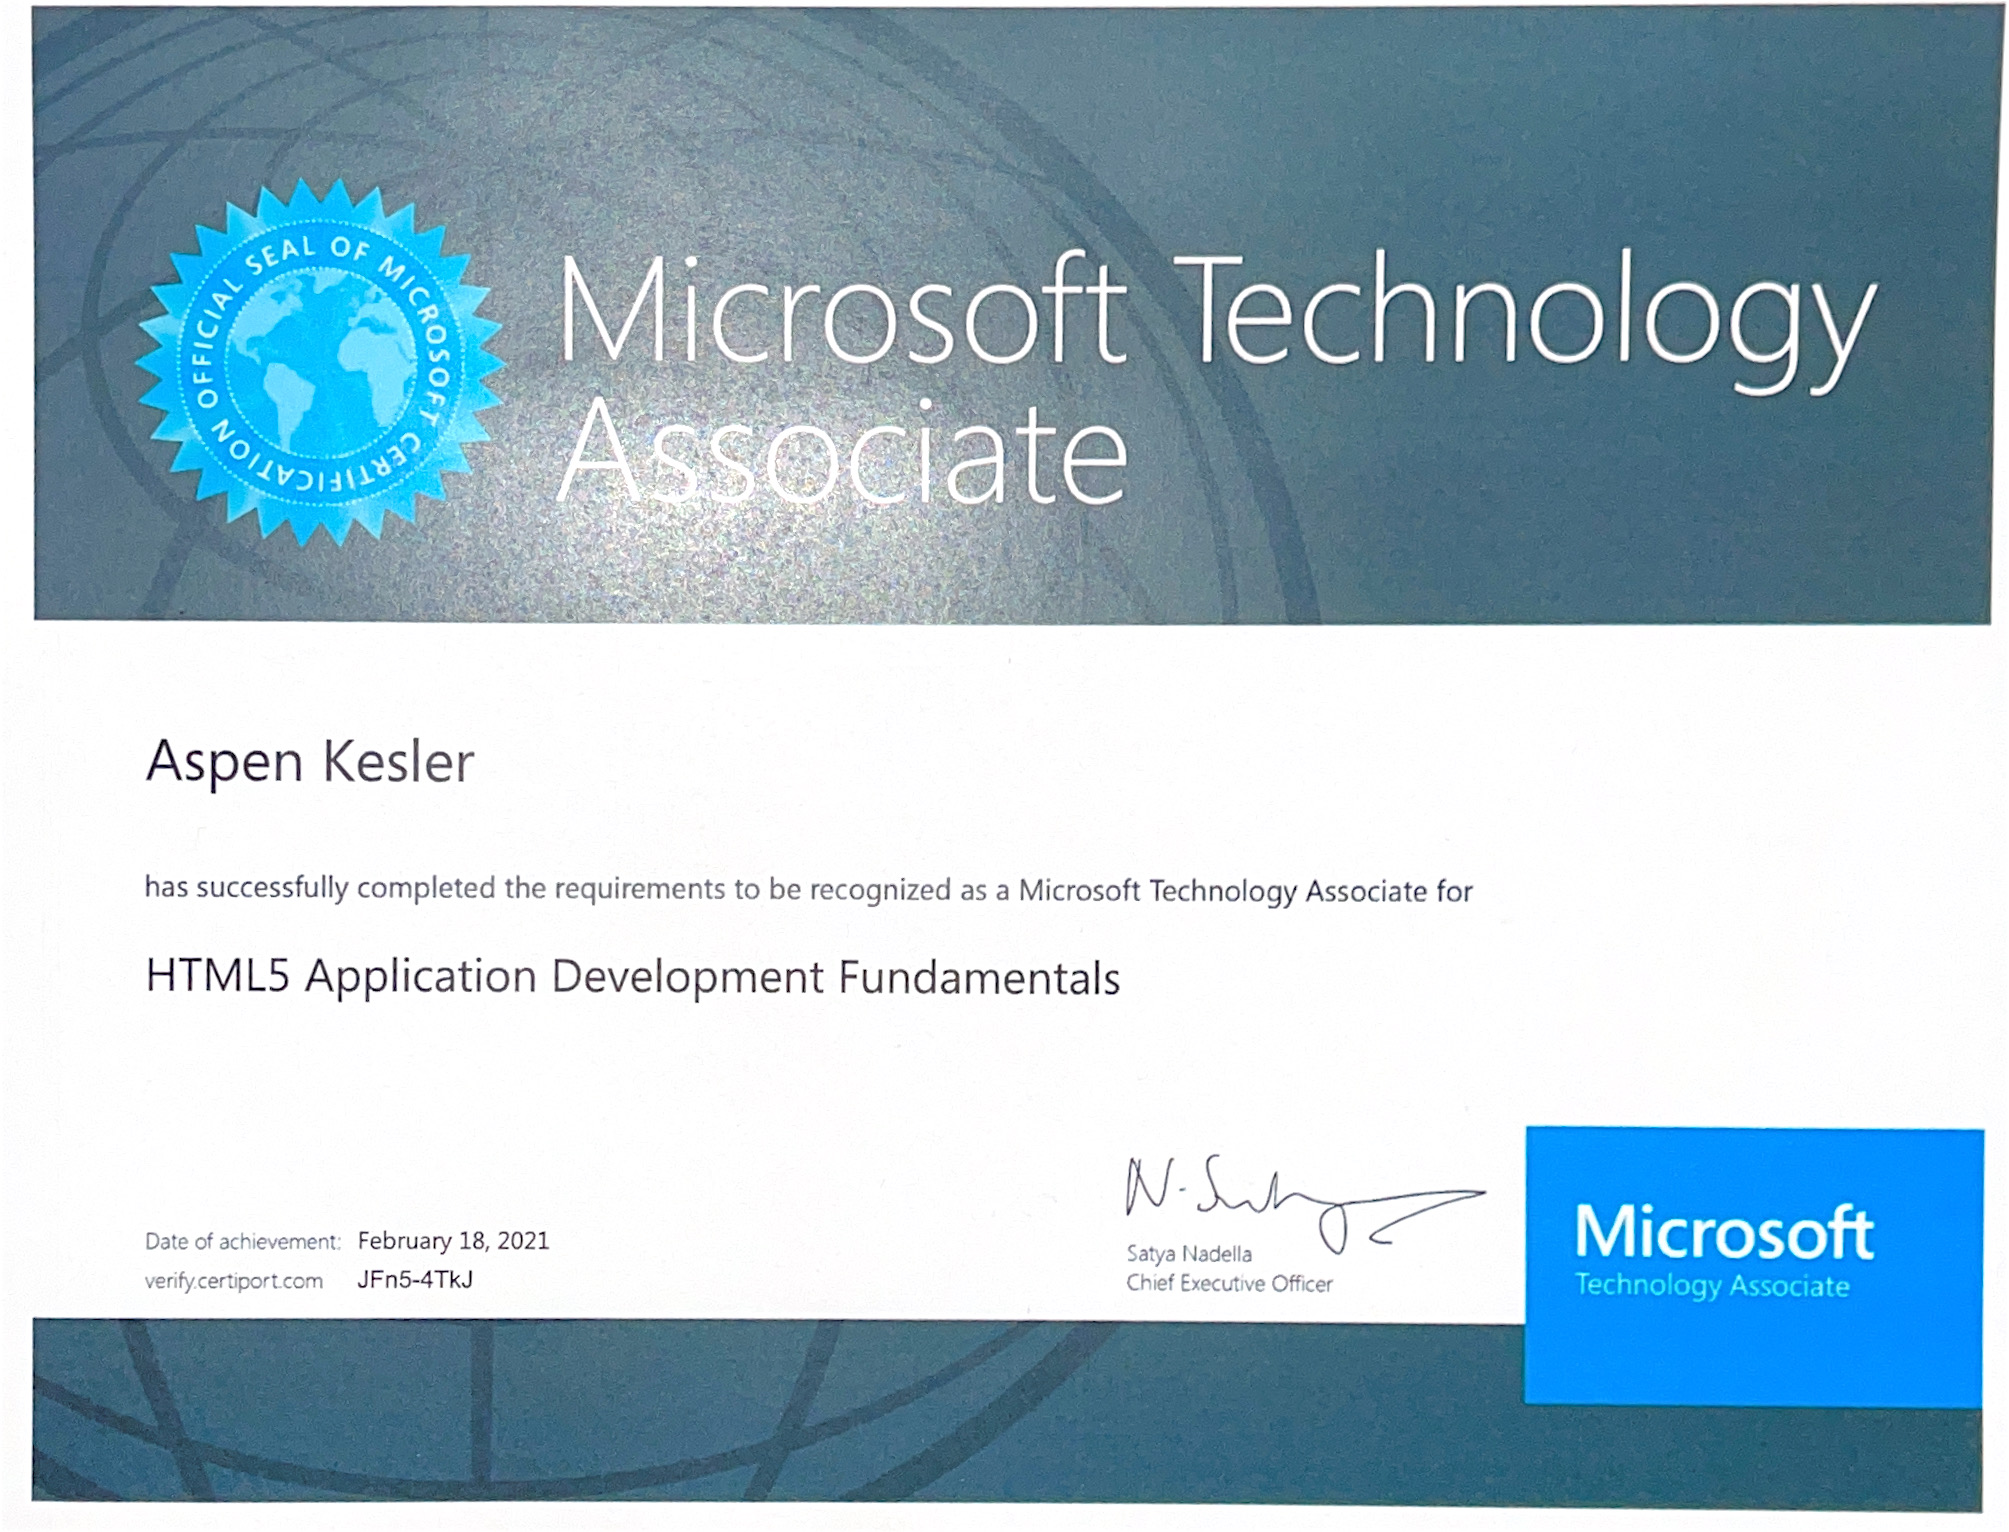 OFFICIAL SEAL OF MICROSOFT CERTIFICATION
Microsoft Technology
Associate
Aspen Kesler
has successfully completed the requirements to be recognized as a Microsoft Technology Associate for
HTML5 Application Development Fundamentals
Date of achievement: February 18, 2021
verify.certiport.com JFn5-4TkJ
Satya Nadella
Chief Executive Officer
Microsoft
Technology Associate